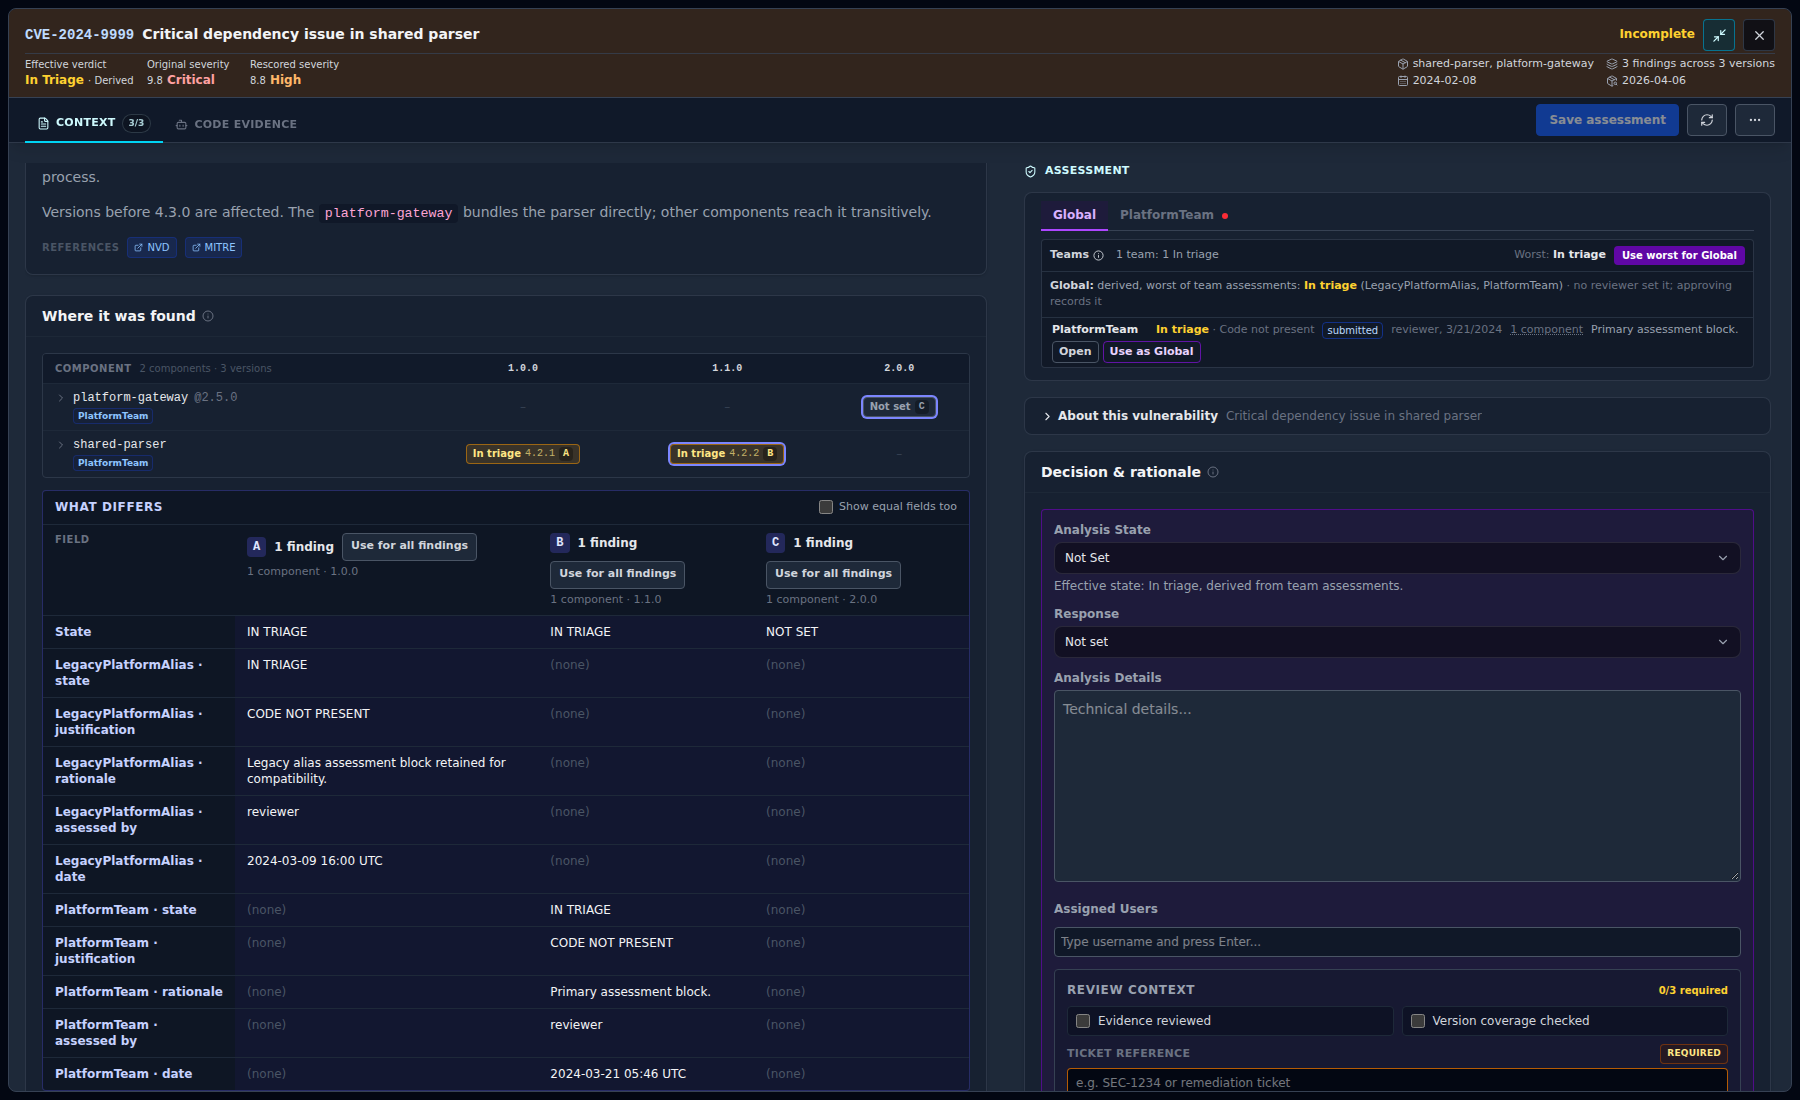 CVE-2024-9999 Critical dependency issue in shared parser
Incomplete
Effective verdict
In Triage · Derived
Original severity
9.8 Critical
Rescored severity
8.8 High
shared-parser, platform-gateway
3 findings across 3 versions
2024-02-08
2026-04-06
CONTEXT 3/3
CODE EVIDENCE
Save assessment
process.
Versions before 4.3.0 are affected. The platform-gateway bundles the parser directly; other components reach it transitively.
REFERENCES NVD MITRE
Where it was found
COMPONENT 2 components · 3 versions 1.0.0 1.1.0 2.0.0
platform-gateway @2.5.0
PlatformTeam
– – Not set C
shared-parser
PlatformTeam
In triage 4.2.1 A In triage 4.2.2 B –
WHAT DIFFERS
Show equal fields too
FIELD
A 1 finding Use for all findings
1 component · 1.0.0
B 1 finding
Use for all findings
1 component · 1.1.0
C 1 finding
Use for all findings
1 component · 2.0.0
State IN TRIAGE IN TRIAGE NOT SET
LegacyPlatformAlias · IN TRIAGE (none) (none)
state
LegacyPlatformAlias · CODE NOT PRESENT (none) (none)
justification
LegacyPlatformAlias · Legacy alias assessment block retained for (none) (none)
rationale compatibility.
LegacyPlatformAlias · reviewer (none) (none)
assessed by
LegacyPlatformAlias · 2024-03-09 16:00 UTC (none) (none)
date
PlatformTeam · state (none) IN TRIAGE (none)
PlatformTeam · (none) CODE NOT PRESENT (none)
justification
PlatformTeam · rationale (none) Primary assessment block. (none)
PlatformTeam · (none) reviewer (none)
assessed by
PlatformTeam · date (none) 2024-03-21 05:46 UTC (none)
ASSESSMENT
Global PlatformTeam
Teams 1 team: 1 In triage Worst: In triage Use worst for Global
Global: derived, worst of team assessments: In triage (LegacyPlatformAlias, PlatformTeam) · no reviewer set it; approving
records it
PlatformTeam In triage · Code not present submitted reviewer, 3/21/2024 1 component Primary assessment block.
Open Use as Global
About this vulnerability Critical dependency issue in shared parser
Decision & rationale
Analysis State
Not Set
Effective state: In triage, derived from team assessments.
Response
Not set
Analysis Details
Technical details...
Assigned Users
Type username and press Enter...
REVIEW CONTEXT 0/3 required
Evidence reviewed Version coverage checked
TICKET REFERENCE REQUIRED
e.g. SEC-1234 or remediation ticket